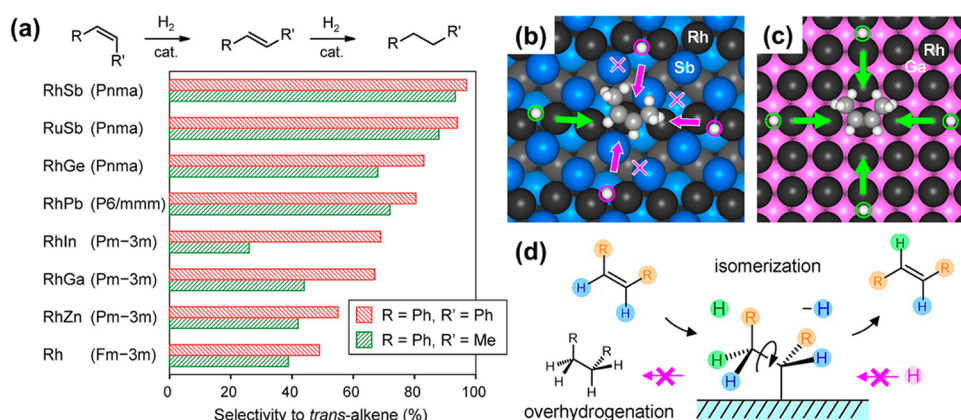 (a)
R R' H₂ cat. R R' H₂ cat. R R'
RhSb (Pnma)
RuSb (Pnma)
RhGe (Pnma)
RhPb (P6/mmm)
RhIn (Pm−3m)
RhGa (Pm−3m)
RhZn (Pm−3m)
Rh (Fm−3m)
R = Ph, R' = Ph
R = Ph, R' = Me
0 20 40 60 80 100
Selectivity to trans-alkene (%)
(b)
Rh
Sb
(c)
Rh
Ga
(d)
isomerization
R
R
H
H
H
R
R
H
H
−H
R
R
H
H
H
H
H
H
H
R
R
H
overhydrogenation